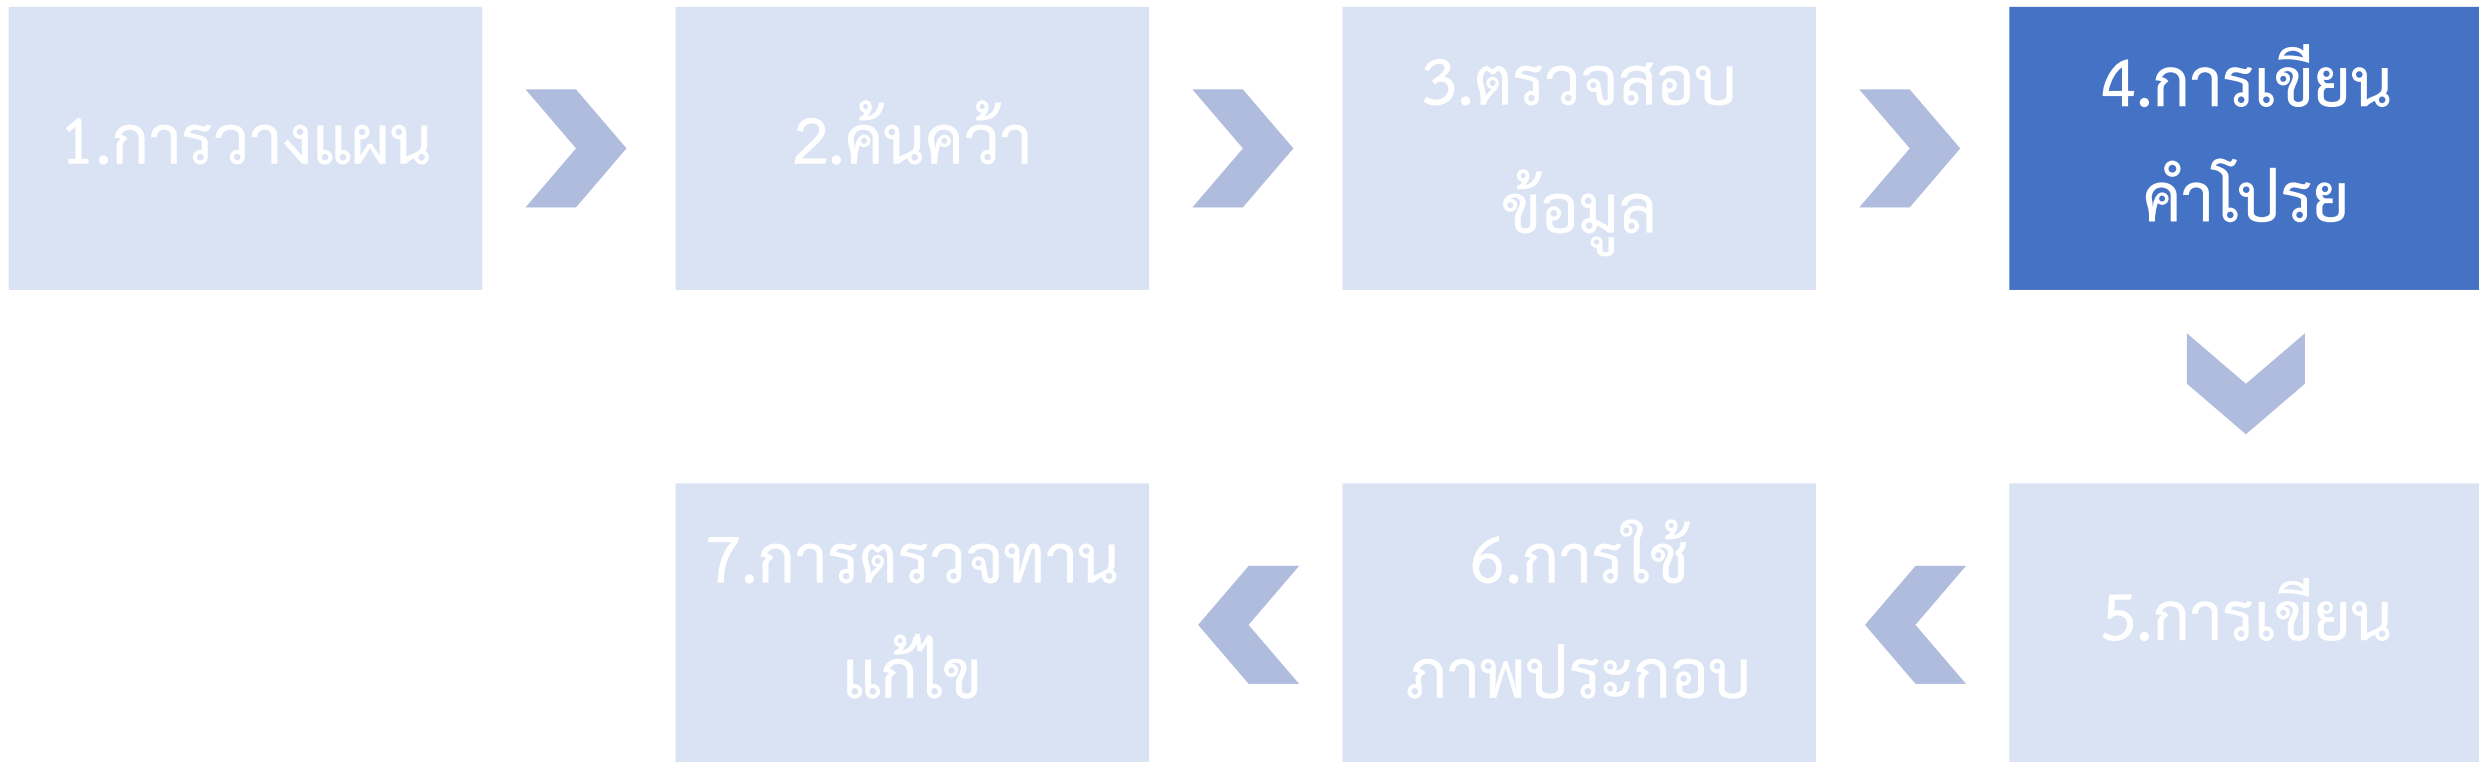 1.การวางแผน
2.ค้นคว้า
3.ตรวจสอบ
ข้อมูล
4.การเขียน
คำโปรย
5.การเขียน
6.การใช้
ภาพประกอบ
7.การตรวจทาน
แก้ไข